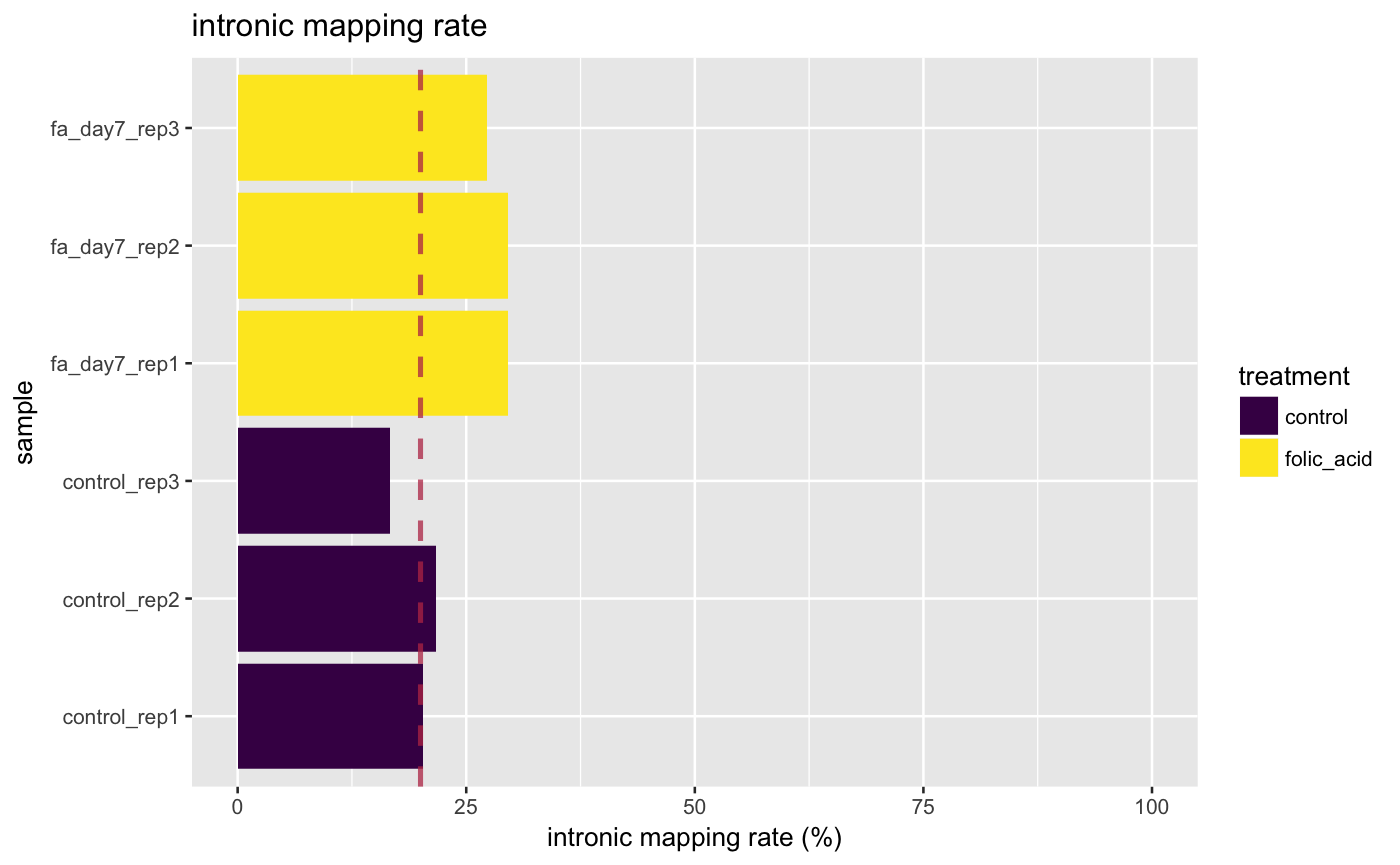 intronic mapping rate
fa_day7_rep3
fa_day7_rep2
fa_day7_rep1
control_rep3
control_rep2
control_rep1
sample
0 25 50 75 100
intronic mapping rate (%)
treatment
control
folic_acid